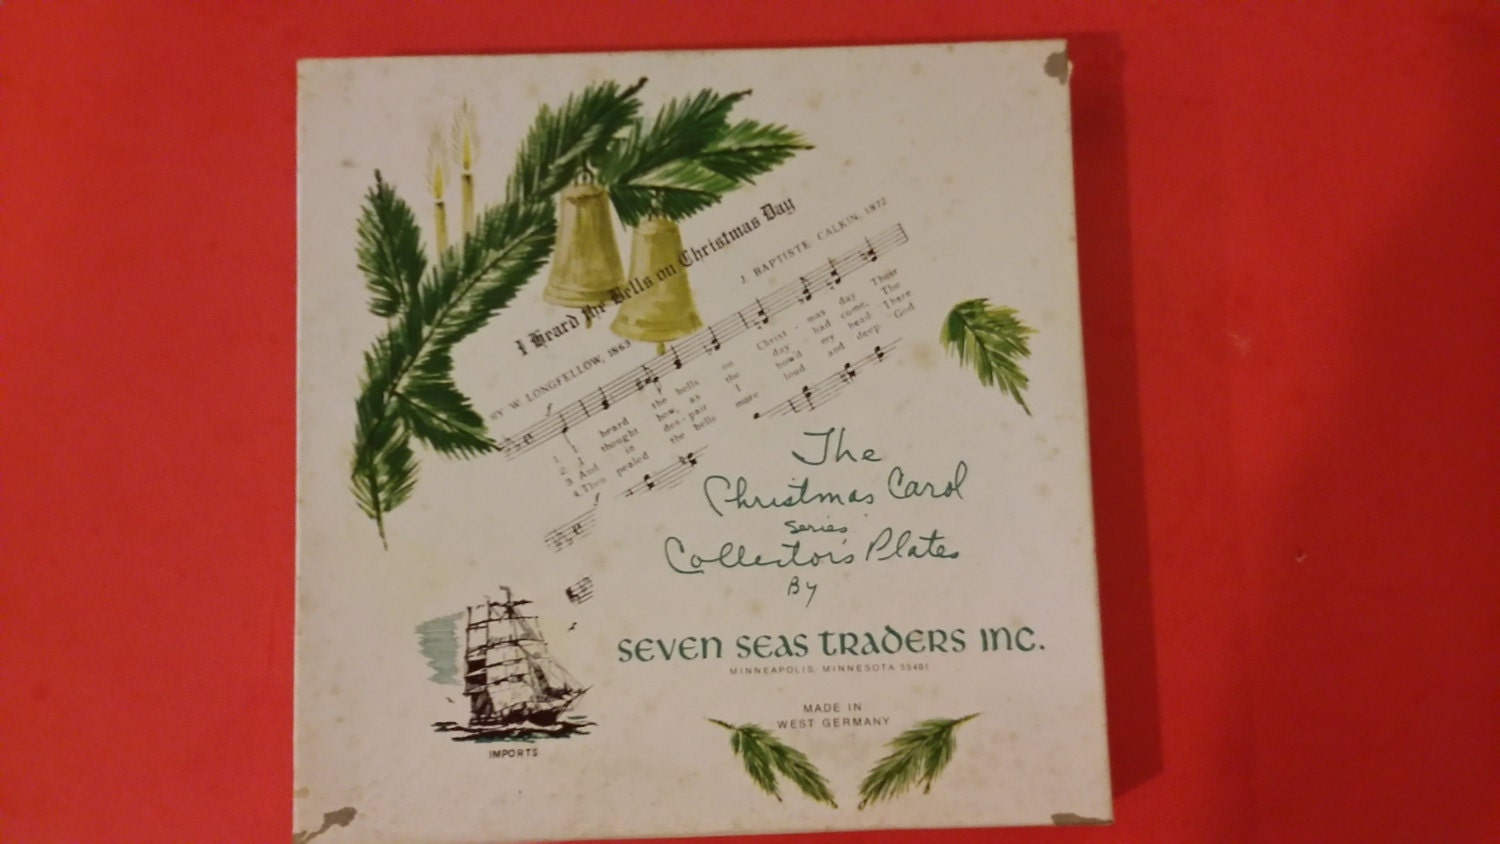 I Heard the Bells on Christmas Day
RY W. LONGFELLOW, 1863
J. BAPTISTE CALKIN, 1872
1. I heard the bells on Christ - mas day Their
2. I thought how, as the day had come, The
3. And in des - pair I bow'd my head There
4. Then pealed the bells more loud and deep God
The
Christmas Carol
Series
Collector's Plates
By
SEVEN SEAS TRADERS INC.
MINNEAPOLIS, MINNESOTA 55401
MADE IN
WEST GERMANY
IMPORTS